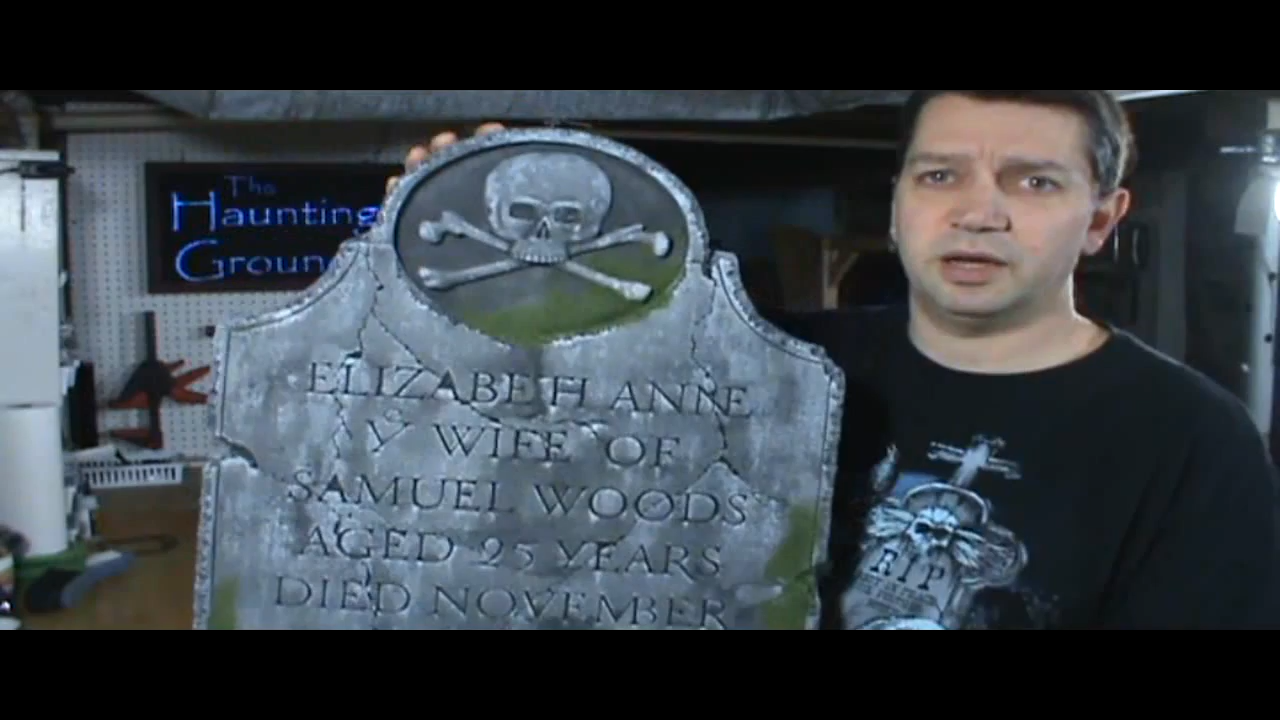 The
Haunting
Groun
ELIZABETH ANNE
Y WIFE OF
SAMUEL WOODS
AGED 25 YEARS
DIED NOVEMBER
RIP